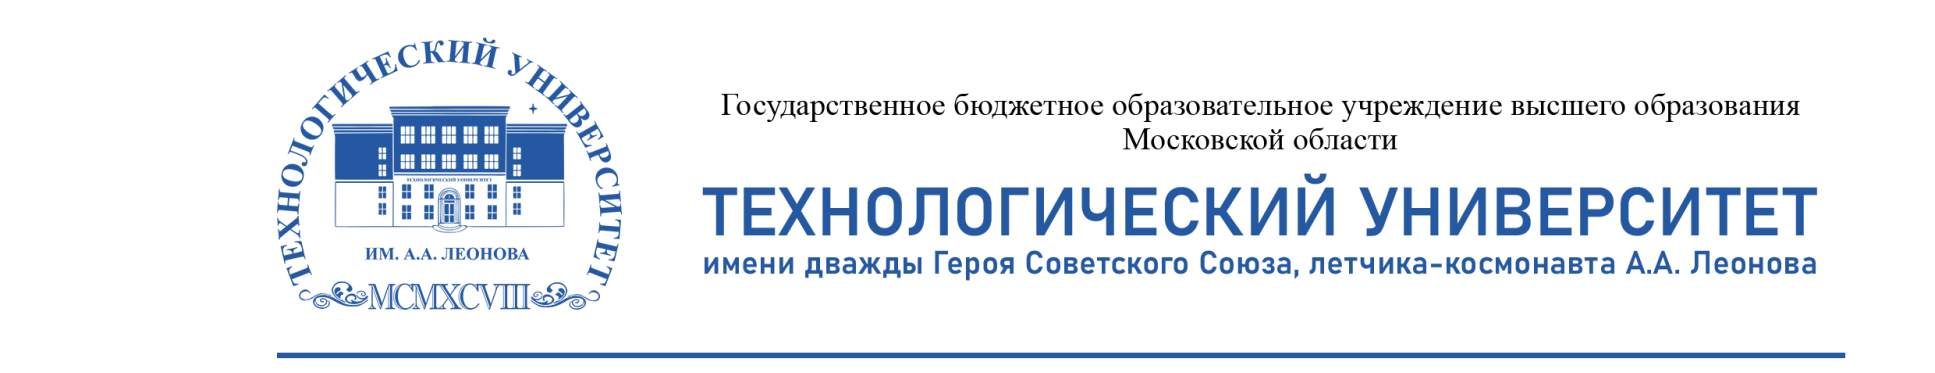 ТЕХНОЛОГИЧЕСКИЙ УНИВЕРСИТЕТ
ТЕХНОЛОГИЧЕСКИЙ УНИВЕРСИТЕТ
ИМ. А.А. ЛЕОНОВА
MCMXCVIII
Государственное бюджетное образовательное учреждение высшего образования
Московской области
ТЕХНОЛОГИЧЕСКИЙ УНИВЕРСИТЕТ
имени дважды Героя Советского Союза, летчика-космонавта А.А. Леонова